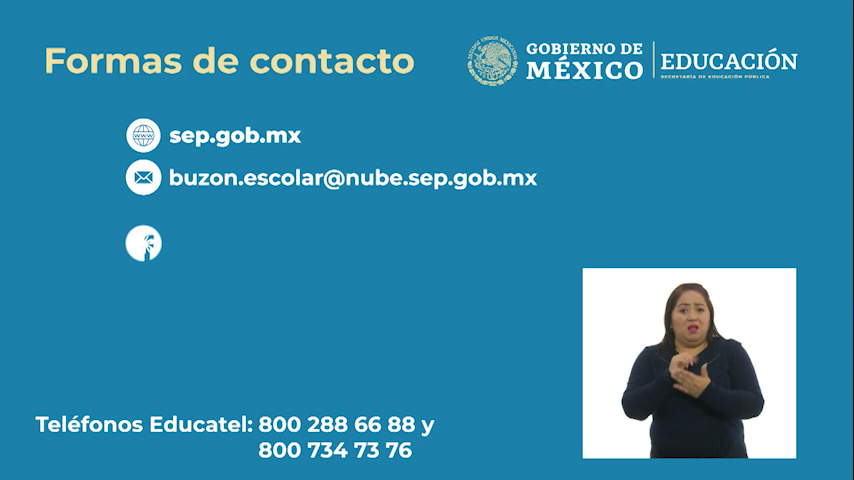 Formas de contacto
GOBIERNO DE
MÉXICO
EDUCACIÓN
SECRETARÍA DE EDUCACIÓN PÚBLICA
www
sep.gob.mx
buzon.escolar@nube.sep.gob.mx
Teléfonos Educatel: 800 288 66 88 y
800 734 73 76